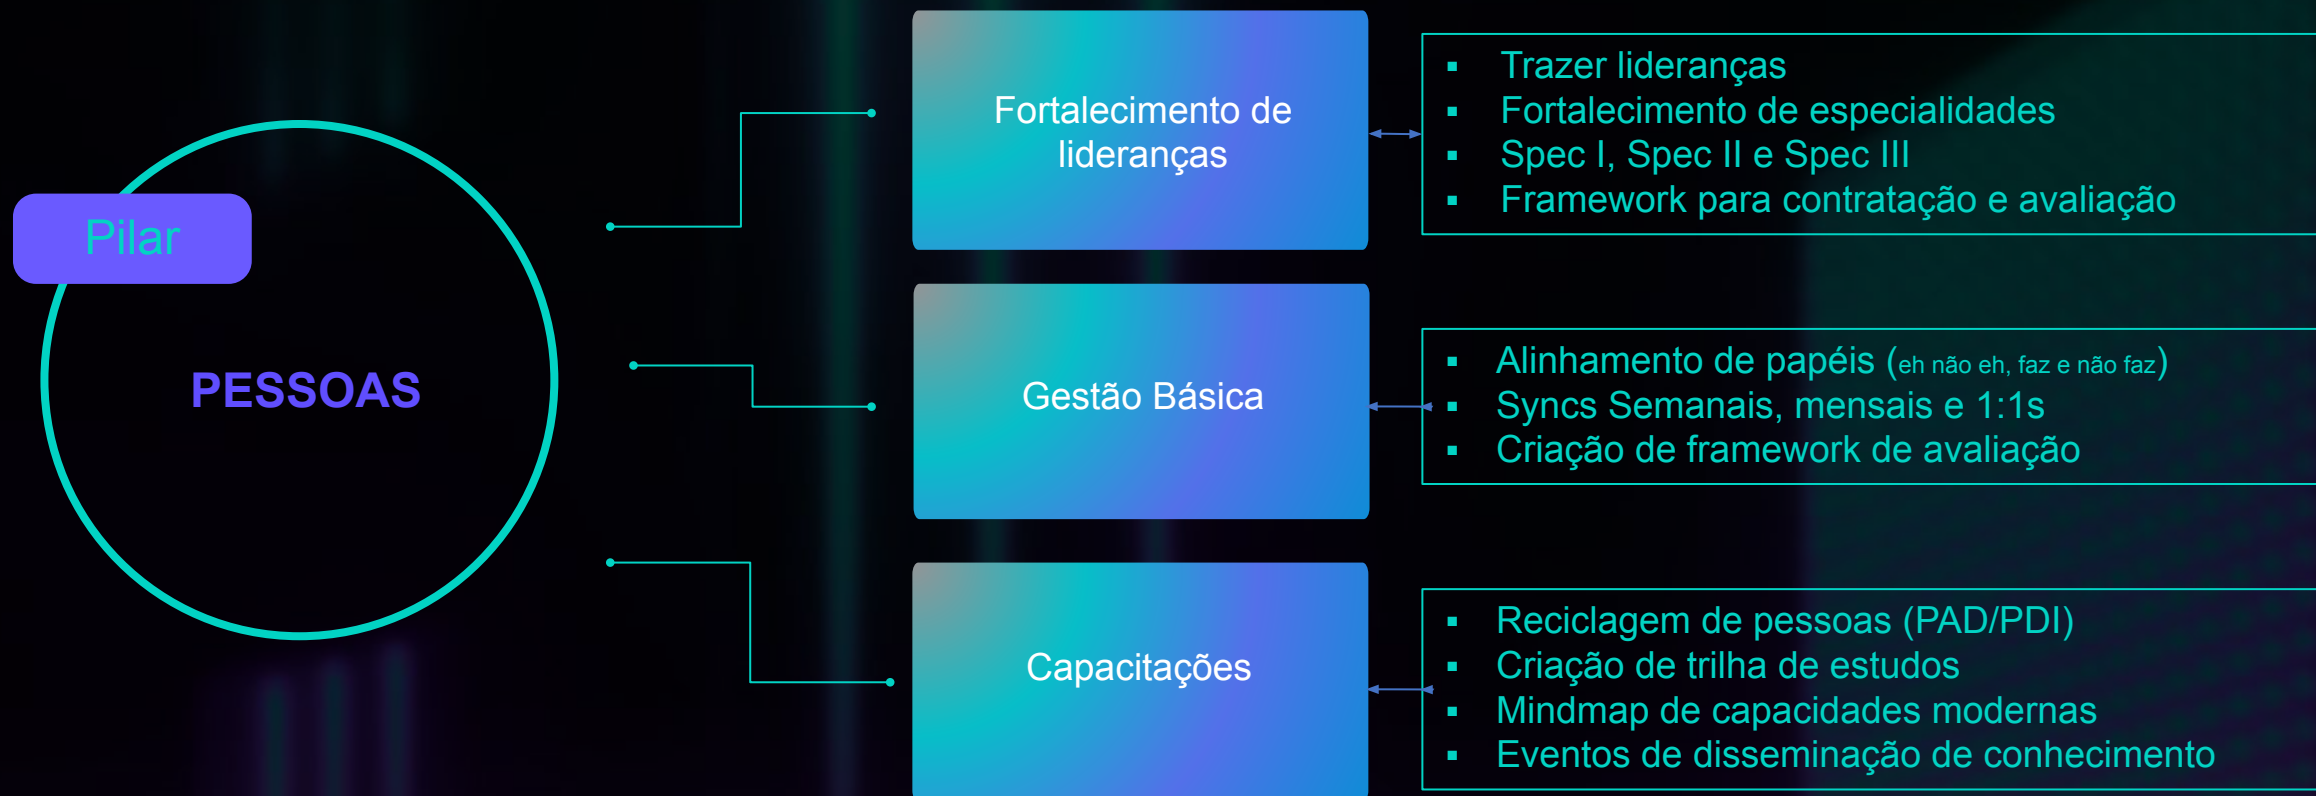 Pilar
PESSOAS
Fortalecimento de
lideranças
▪ Trazer lideranças
▪ Fortalecimento de especialidades
▪ Spec I, Spec II e Spec III
▪ Framework para contratação e avaliação
Gestão Básica
▪ Alinhamento de papéis (eh não eh, faz e não faz)
▪ Syncs Semanais, mensais e 1:1s
▪ Criação de framework de avaliação
Capacitações
▪ Reciclagem de pessoas (PAD/PDI)
▪ Criação de trilha de estudos
▪ Mindmap de capacidades modernas
▪ Eventos de disseminação de conhecimento